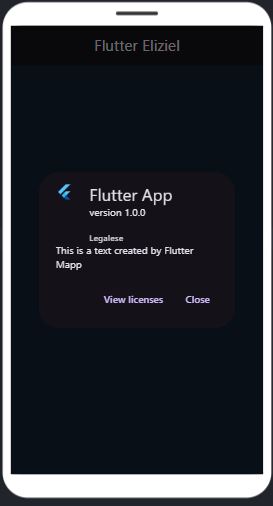 Flutter Eliziel
Flutter App
version 1.0.0
Legalese
This is a text created by Flutter
Mapp
View licenses
Close